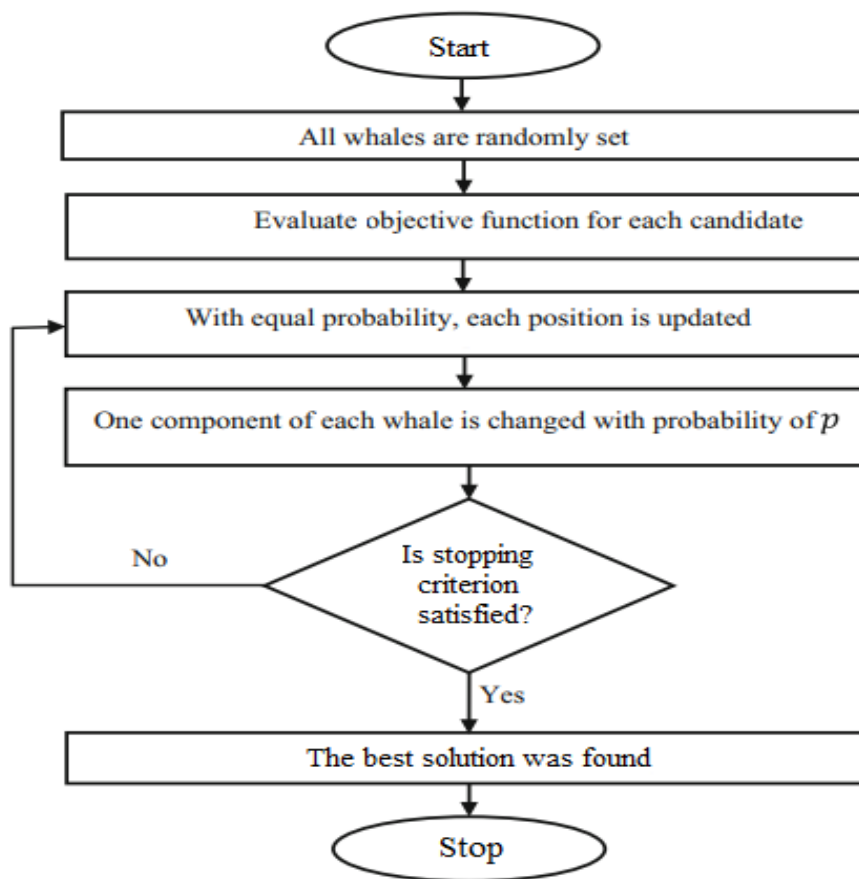 Start
All whales are randomly set
Evaluate objective function for each candidate
With equal probability, each position is updated
One component of each whale is changed with probability of p
No
Is stopping
criterion
satisfied?
Yes
The best solution was found
Stop